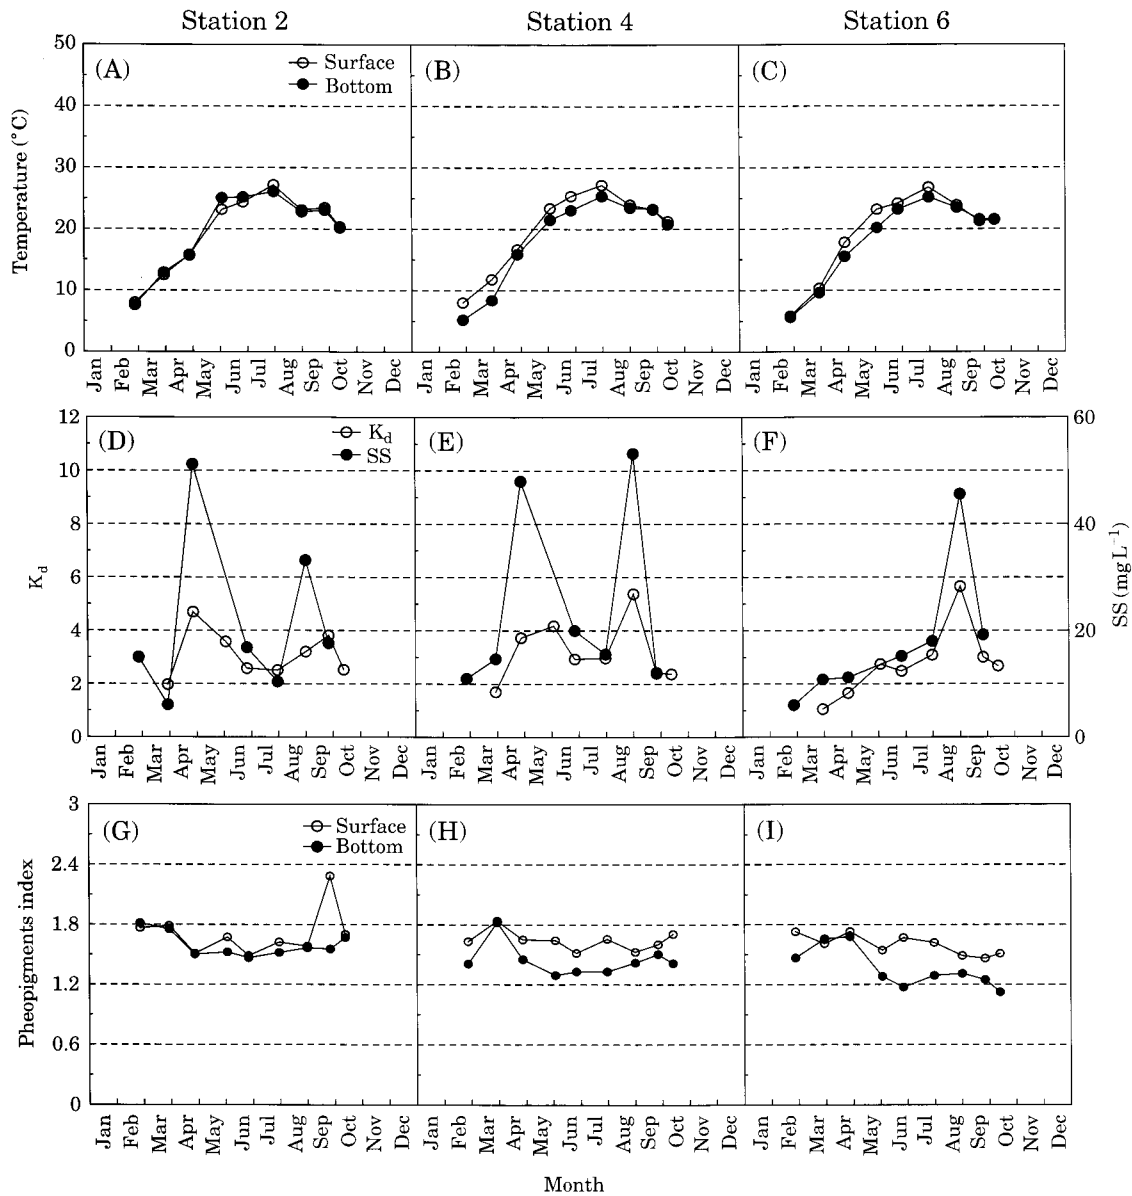 Station 2 Station 4 Station 6
50 (A) Surface (B) (C)
Bottom
40
30
20
10
0
Temperature (°C)
Jan Feb Mar Apr May Jun Jul Aug Sep Oct Nov Dec Jan Feb Mar Apr May Jun Jul Aug Sep Oct Nov Dec Jan Feb Mar Apr May Jun Jul Aug Sep Oct Nov Dec
12 (D) K_d (E) (F) 60
SS
10
8 40
6
4 20
2
0 0
K_d
SS (mg L⁻¹)
Jan Feb Mar Apr May Jun Jul Aug Sep Oct Nov Dec Jan Feb Mar Apr May Jun Jul Aug Sep Oct Nov Dec Jan Feb Mar Apr May Jun Jul Aug Sep Oct Nov Dec
3 (G) Surface (H) (I)
Bottom
2.4
1.8
1.2
0.6
0
Pheopigments index
Jan Feb Mar Apr May Jun Jul Aug Sep Oct Nov Dec Jan Feb Mar Apr May Jun Jul Aug Sep Oct Nov Dec Jan Feb Mar Apr May Jun Jul Aug Sep Oct Nov Dec
Month